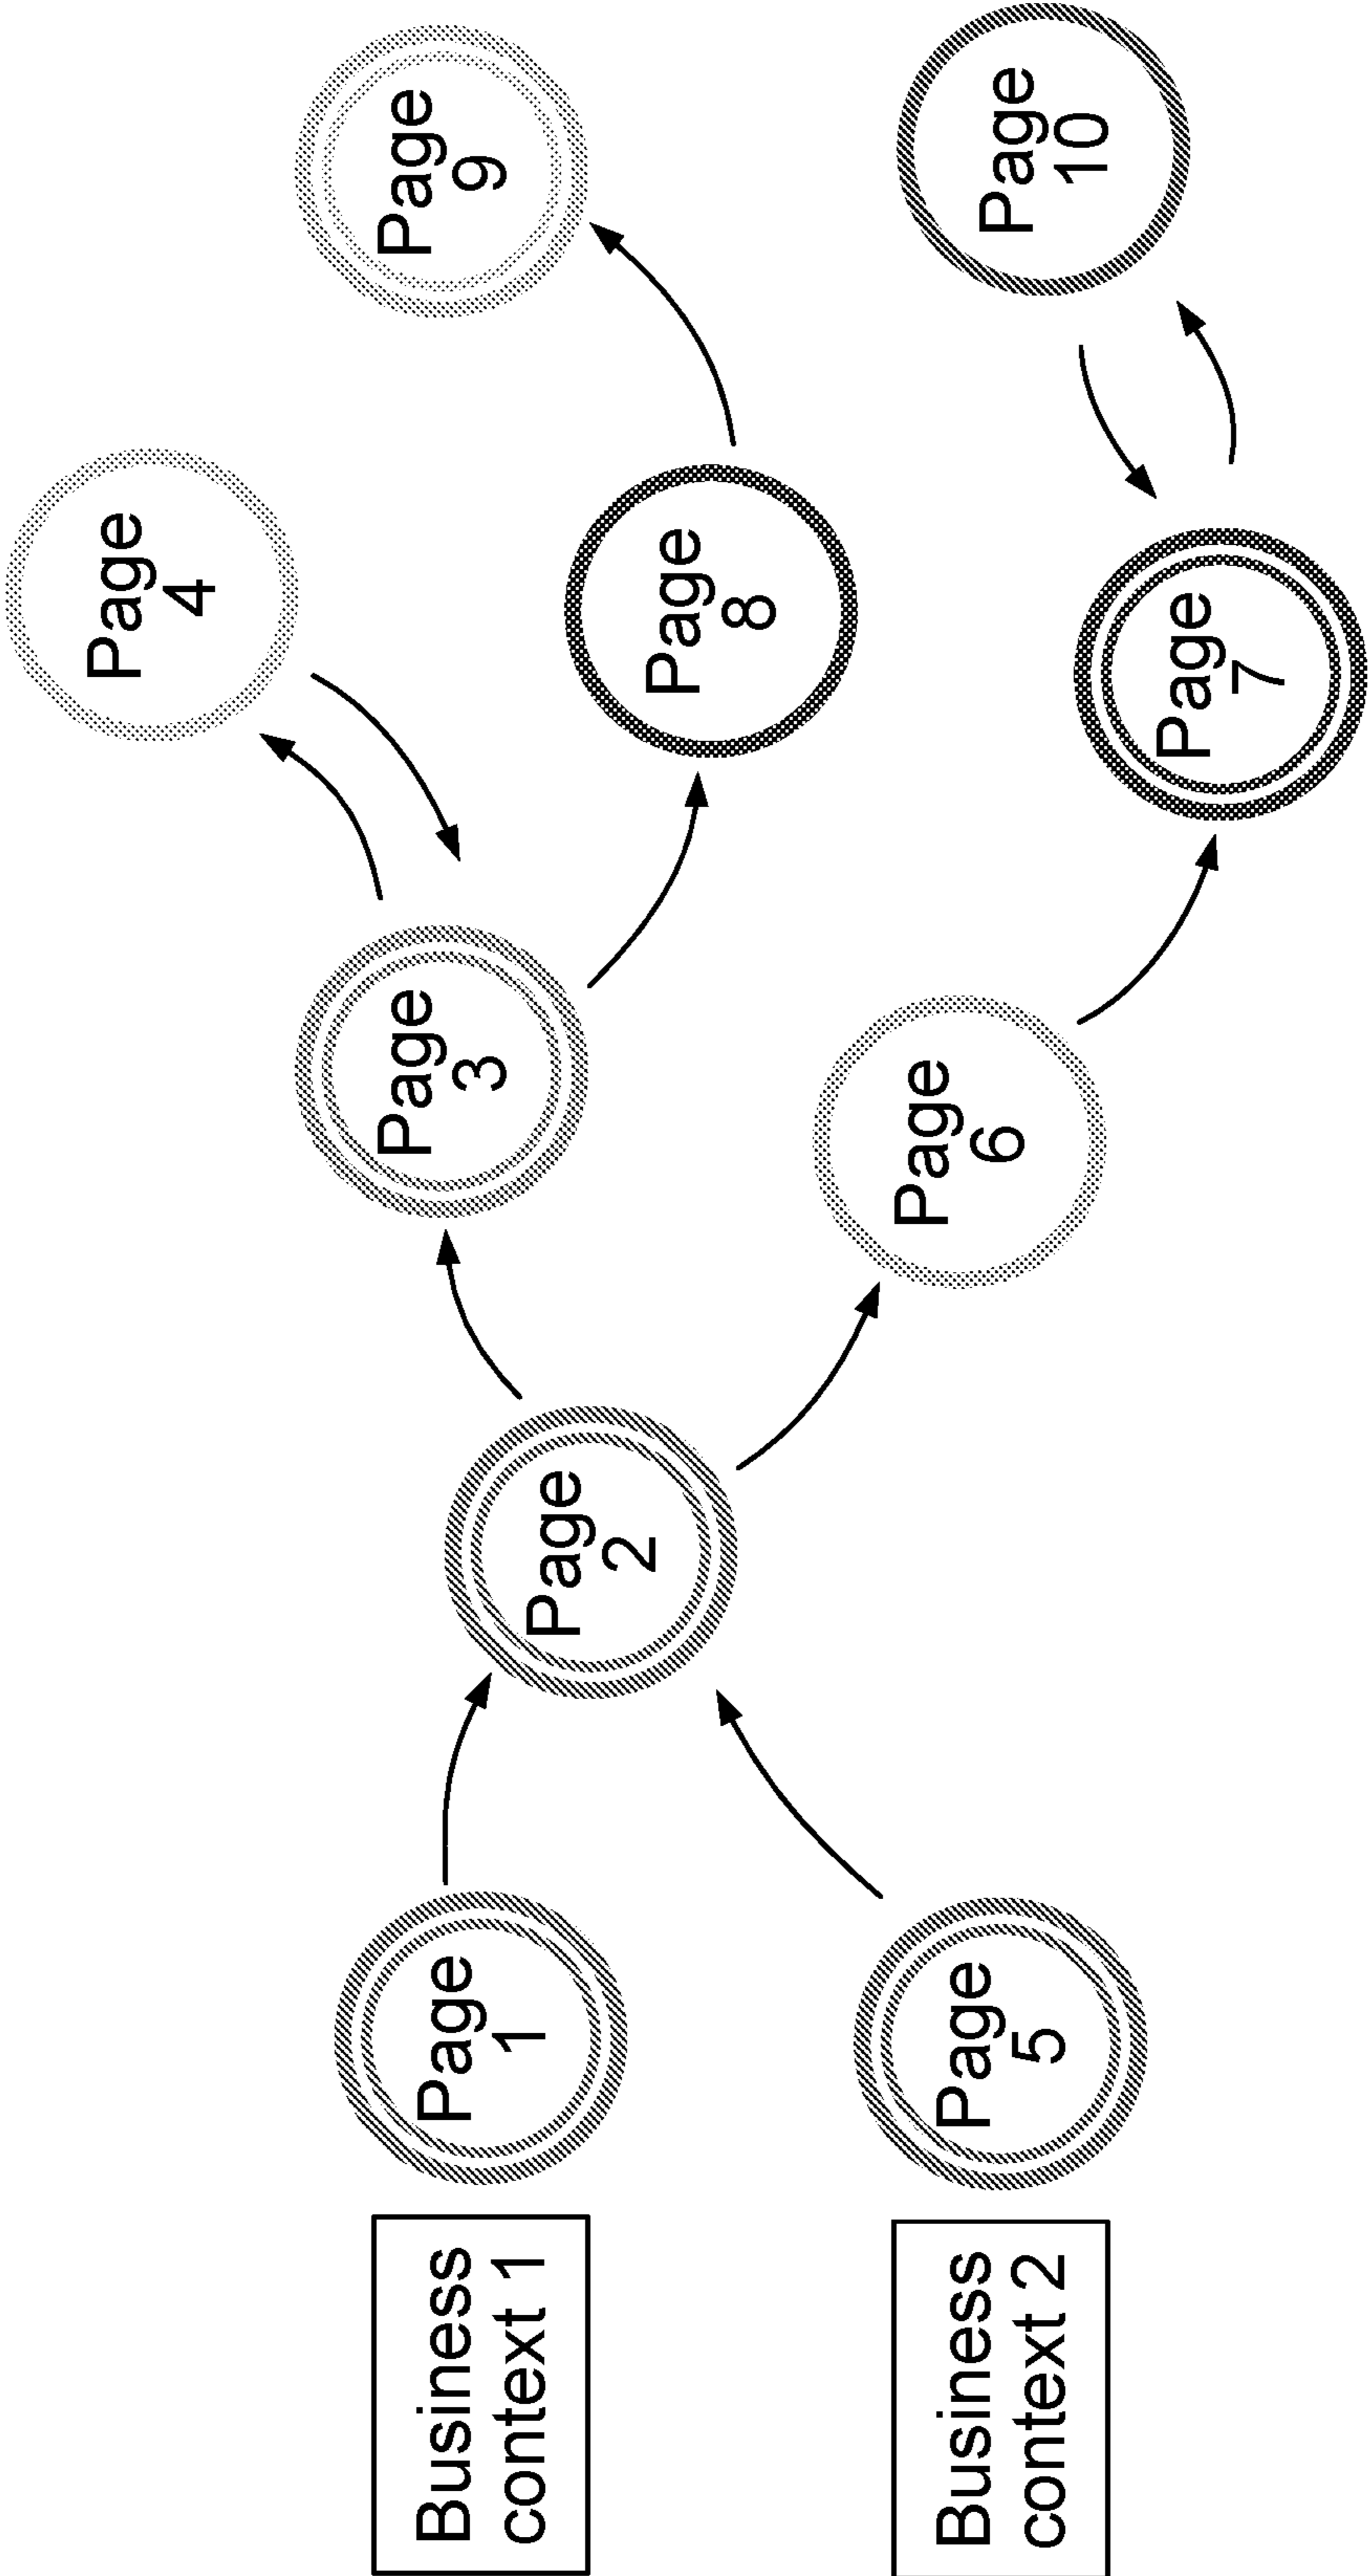 Business
context 1
Page
1
Page
2
Page
3
Page
4
Page
8
Page
9
Business
context 2
Page
5
Page
6
Page
7
Page
10